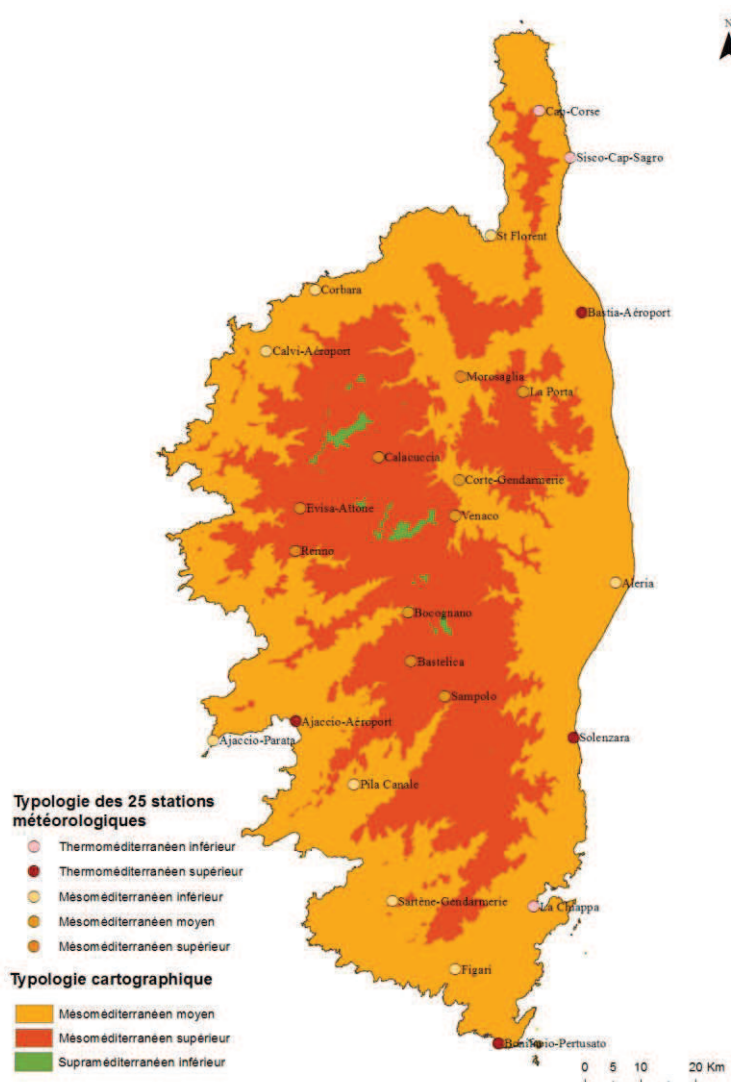 N
Cap-Corse
Sisco-Cap-Sagro
St Florent
Corbara
Bastia-Aéroport
Calvi-Aéroport
Morosaglia
La Porta
Calacuccia
Corte-Gendarmerie
Evisa-Aïtone
Venaco
Renno
Aleria
Bocognano
Bastelica
Sampolo
Ajaccio-Aéroport
Solenzara
Ajaccio-Parata
Pila Canale
Sartène-Gendarmerie
La Chiappa
Figari
Bonifacio-Pertusato
Typologie des 25 stations
météorologiques
Thermoméditerranéen inférieur
Thermoméditerranéen supérieur
Mésoméditerranéen inférieur
Mésoméditerranéen moyen
Mésoméditerranéen supérieur
Typologie cartographique
Mésoméditerranéen moyen
Mésoméditerranéen supérieur
Supraméditerranéen inférieur
0 5 10 20 Km